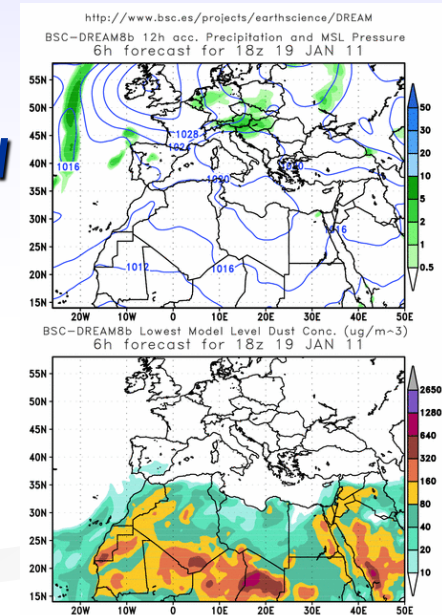 http://www.bsc.es/projects/earthscience/DREAM
BSC-DREAM8b 12h acc. Precipitation and MSL Pressure
6h forecast for 18z 19 JAN 11
55N
50N
45N
40N
35N
30N
25N
20N
15N
1028
1024
1016
1020
1016
1012
1016
50
30
20
10
5
2
1
0.5
20W 10W 0 10E 20E 30E 40E 50E
BSC-DREAM8b Lowest Model Level Dust Conc. (ug/m^3)
6h forecast for 18z 19 JAN 11
55N
50N
45N
40N
35N
30N
25N
20N
15N
2650
1280
640
320
160
80
40
20
10
20W 10W 0 10E 20E 30E 40E 50E